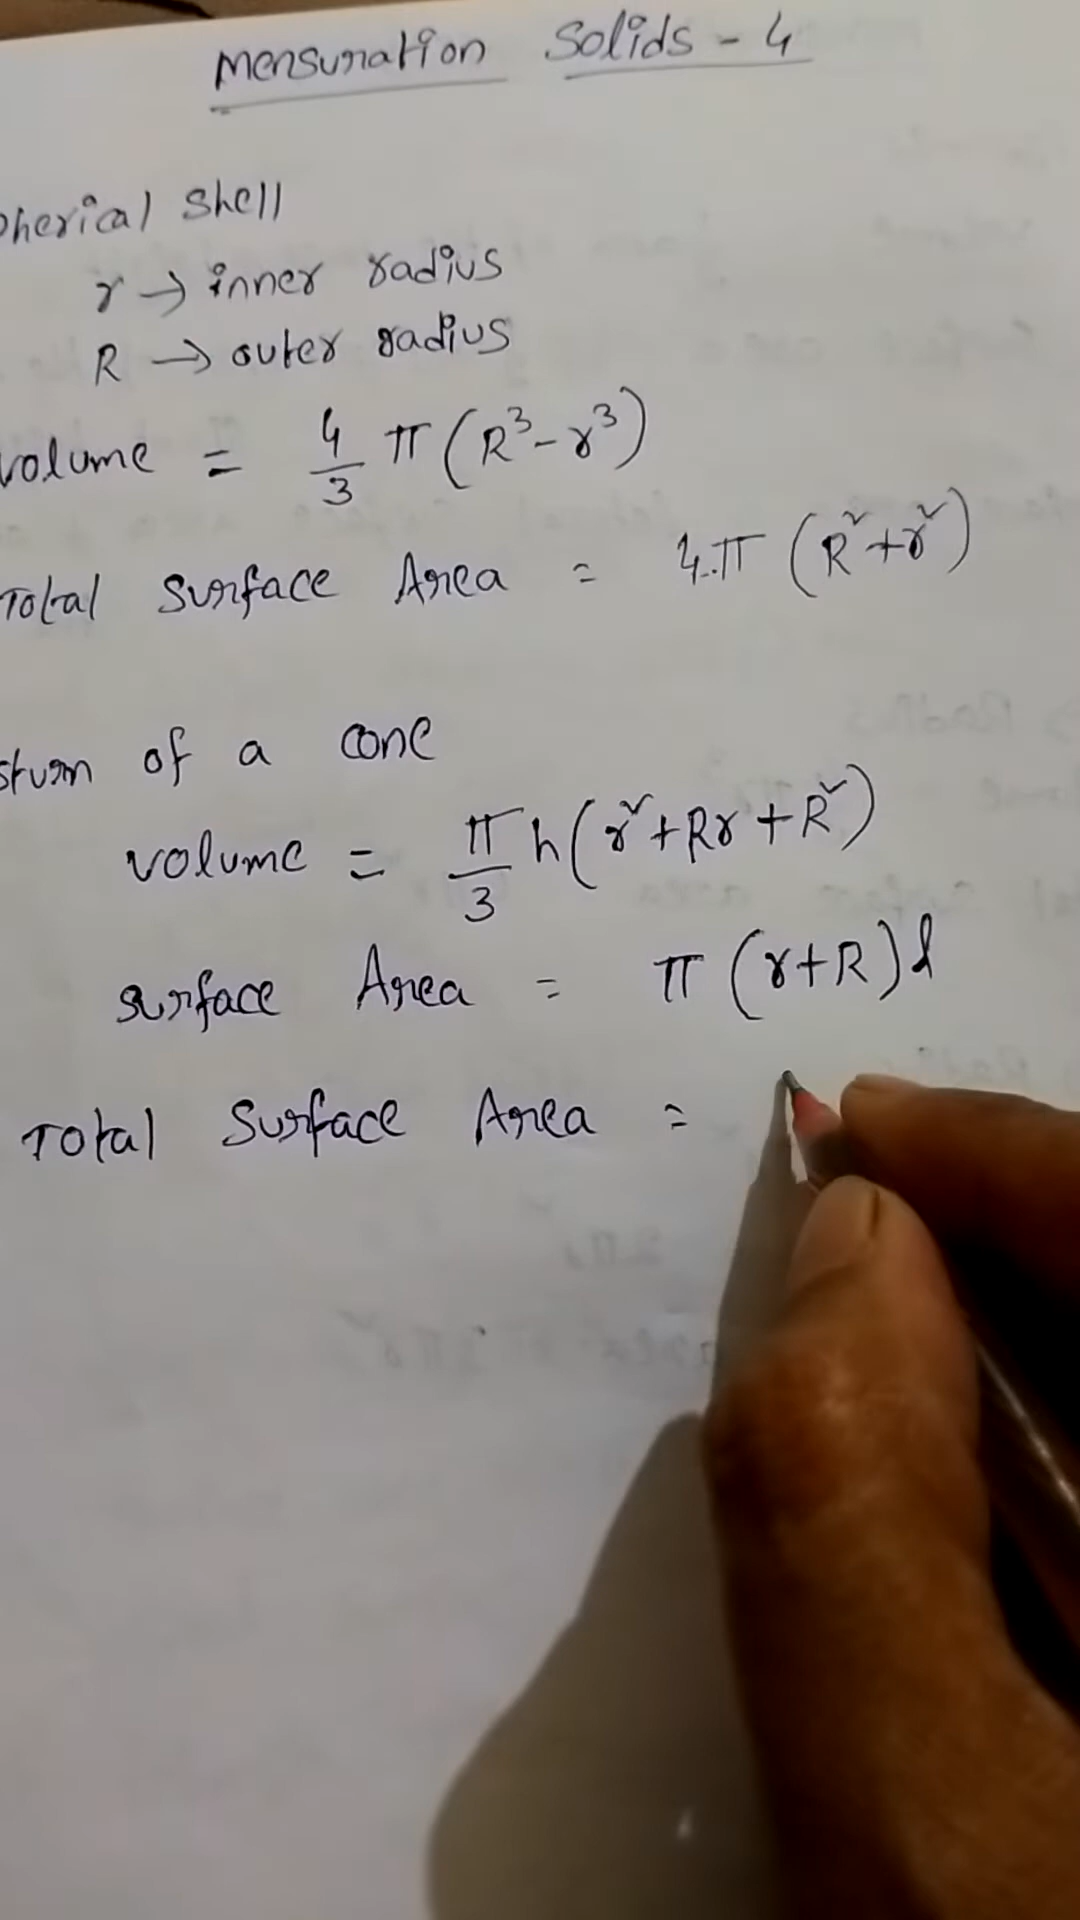 Mensuration Solids - 4
pherical shell
r → inner radius
R → outer radius
volume = 4/3 π (R³ - r³)
Total Surface Area = 4.π (R² + r²)
stum of a cone
volume = π/3 h (r² + Rr + R²)
surface Area = π (r + R) l
Total Surface Area =